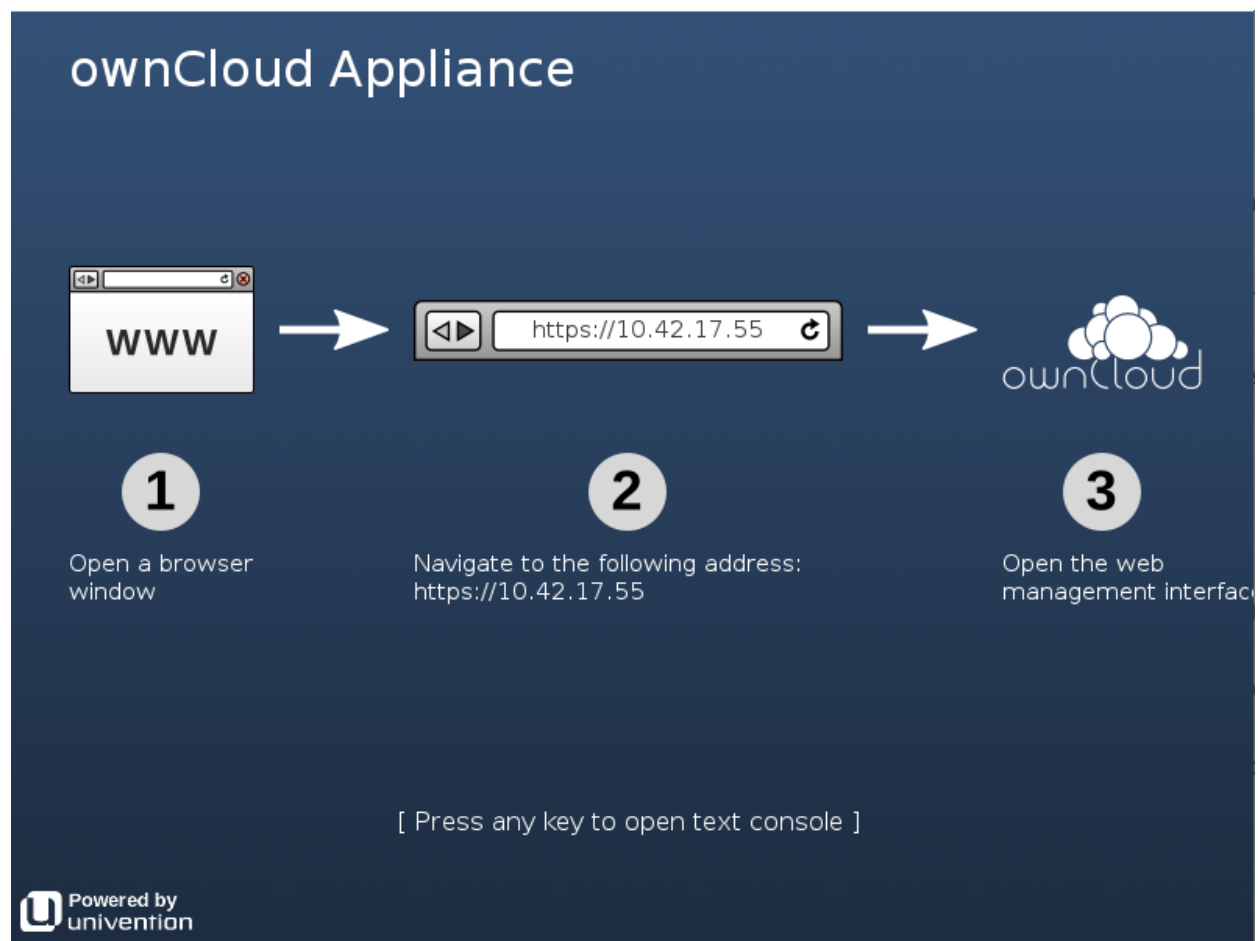 ownCloud Appliance
www
https://10.42.17.55
ownCloud
1
2
3
Open a browser
window
Navigate to the following address:
https://10.42.17.55
Open the web
management interfac
[ Press any key to open text console ]
Powered by
univention